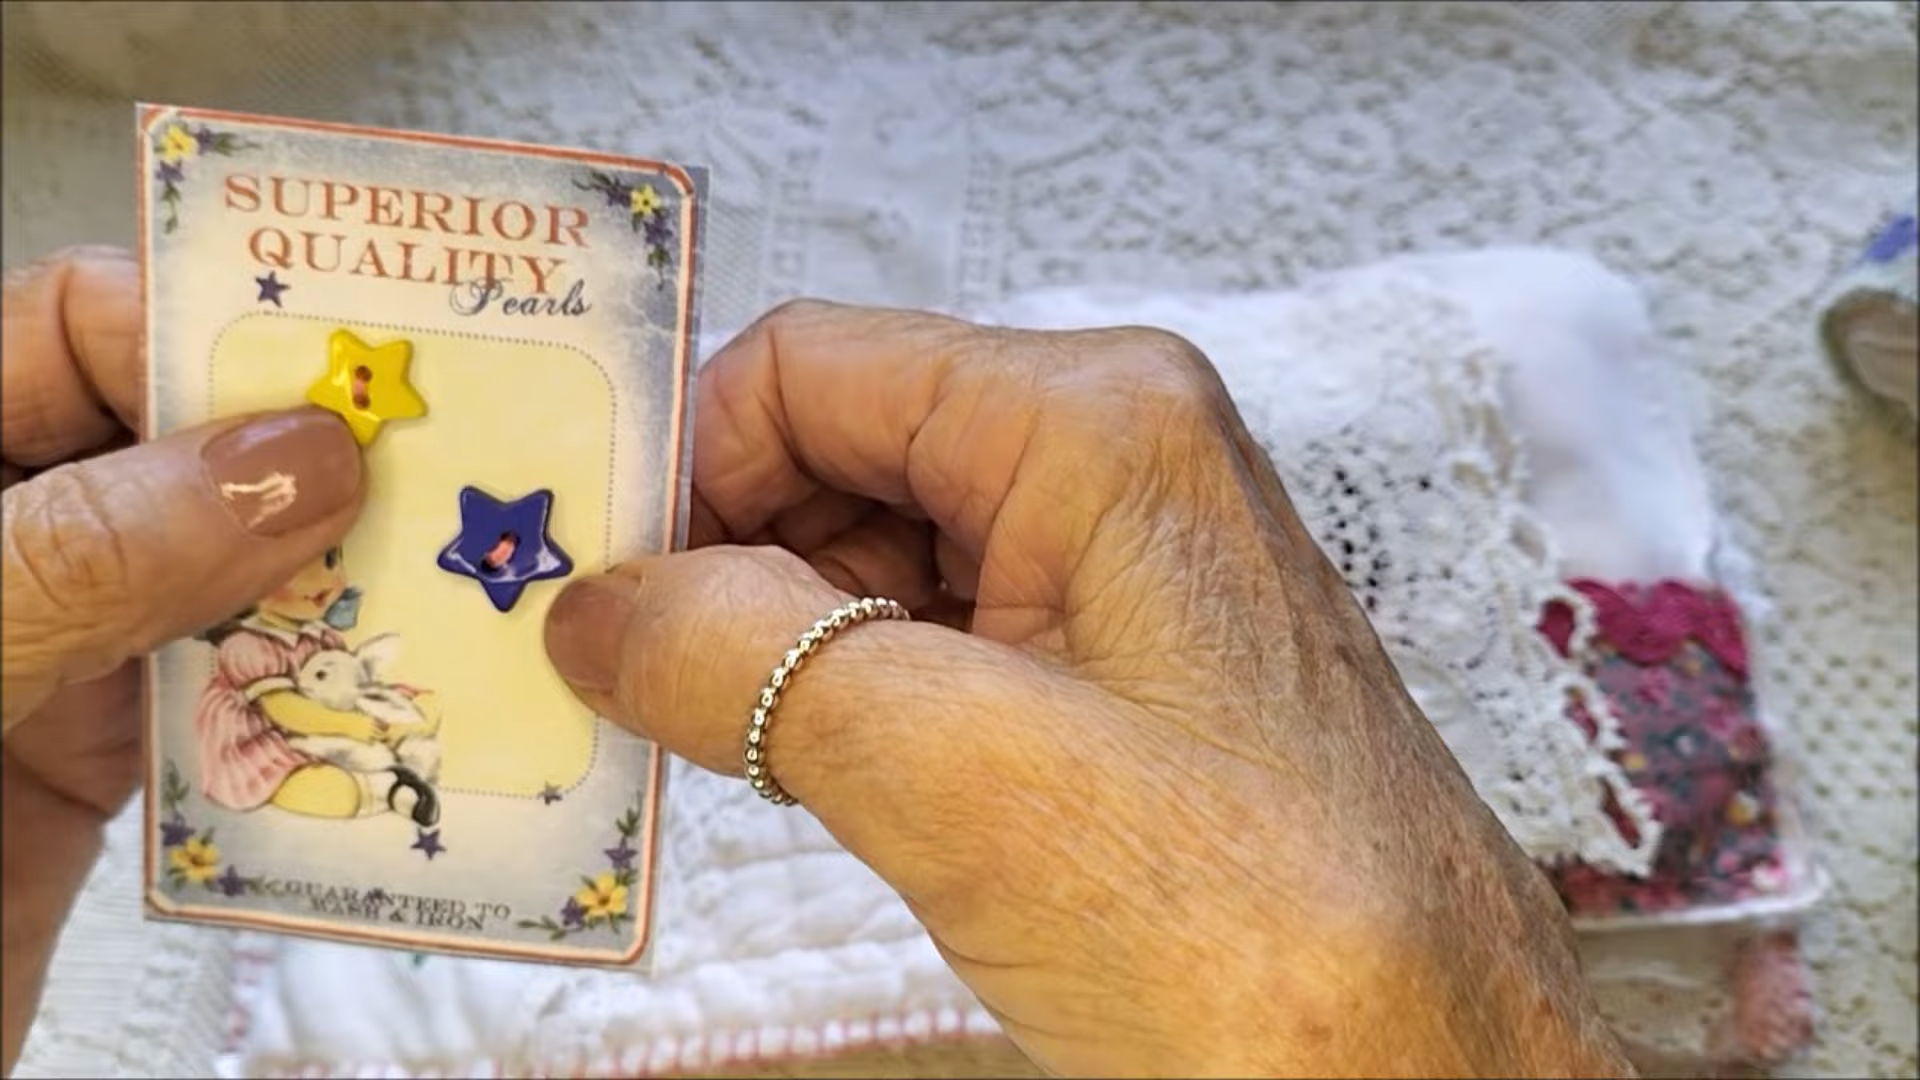 SUPERIOR
QUALITY
Pearls
GUARANTEED TO
WASH & IRON